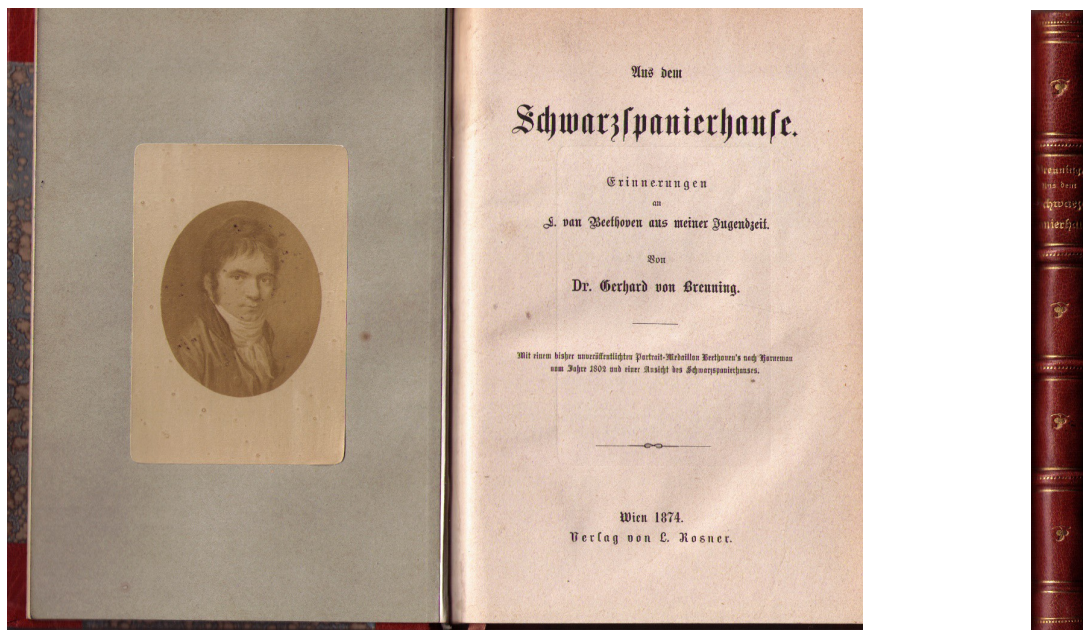 Aus dem
Schwarzspanierhause.
Erinnerungen
an
L. van Beethoven aus meiner Jugendzeit.
Von
Dr. Gerhard von Breuning.
Mit einem bisher unveröffentlichten Portrait-Medaillon Beethoven's nach Horneman
vom Jahre 1802 und einer Ansicht des Schwarzspanierhauses.
Wien 1874.
Verlag von L. Rosner.
Aus dem